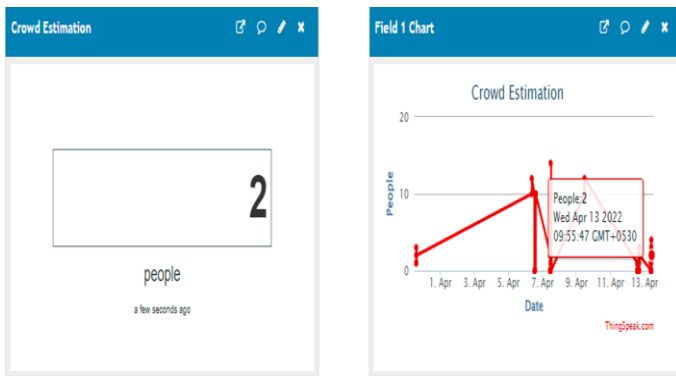 Crowd Estimation
2
people
a few seconds ago
Field 1 Chart
Crowd Estimation
People
20
10
0
People:2
Wed Apr 13 2022
09:55:47 GMT+0530
1. Apr 3. Apr 5. Apr 7. Apr 9. Apr 11. Apr 13. Apr
Date
ThingSpeak.com